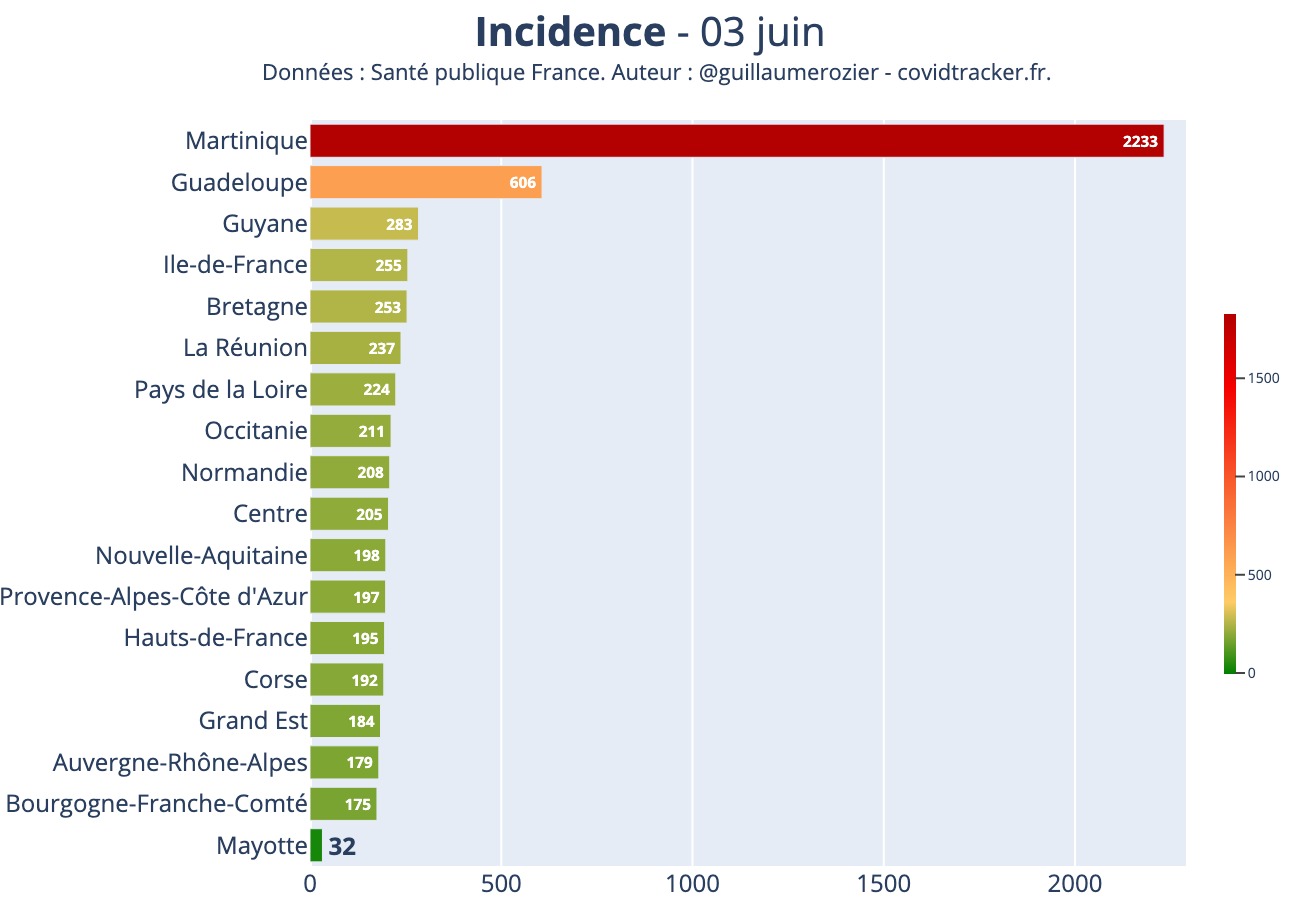 Incidence - 03 juin
Données : Santé publique France. Auteur : @guillaumerozier - covidtracker.fr.
Martinique 2233
Guadeloupe 606
Guyane 283
Ile-de-France 255
Bretagne 253
La Réunion 237
Pays de la Loire 224
Occitanie 211
Normandie 208
Centre 205
Nouvelle-Aquitaine 198
Provence-Alpes-Côte d'Azur 197
Hauts-de-France 195
Corse 192
Grand Est 184
Auvergne-Rhône-Alpes 179
Bourgogne-Franche-Comté 175
Mayotte 32
0 500 1000 1500 2000
1500
1000
500
0